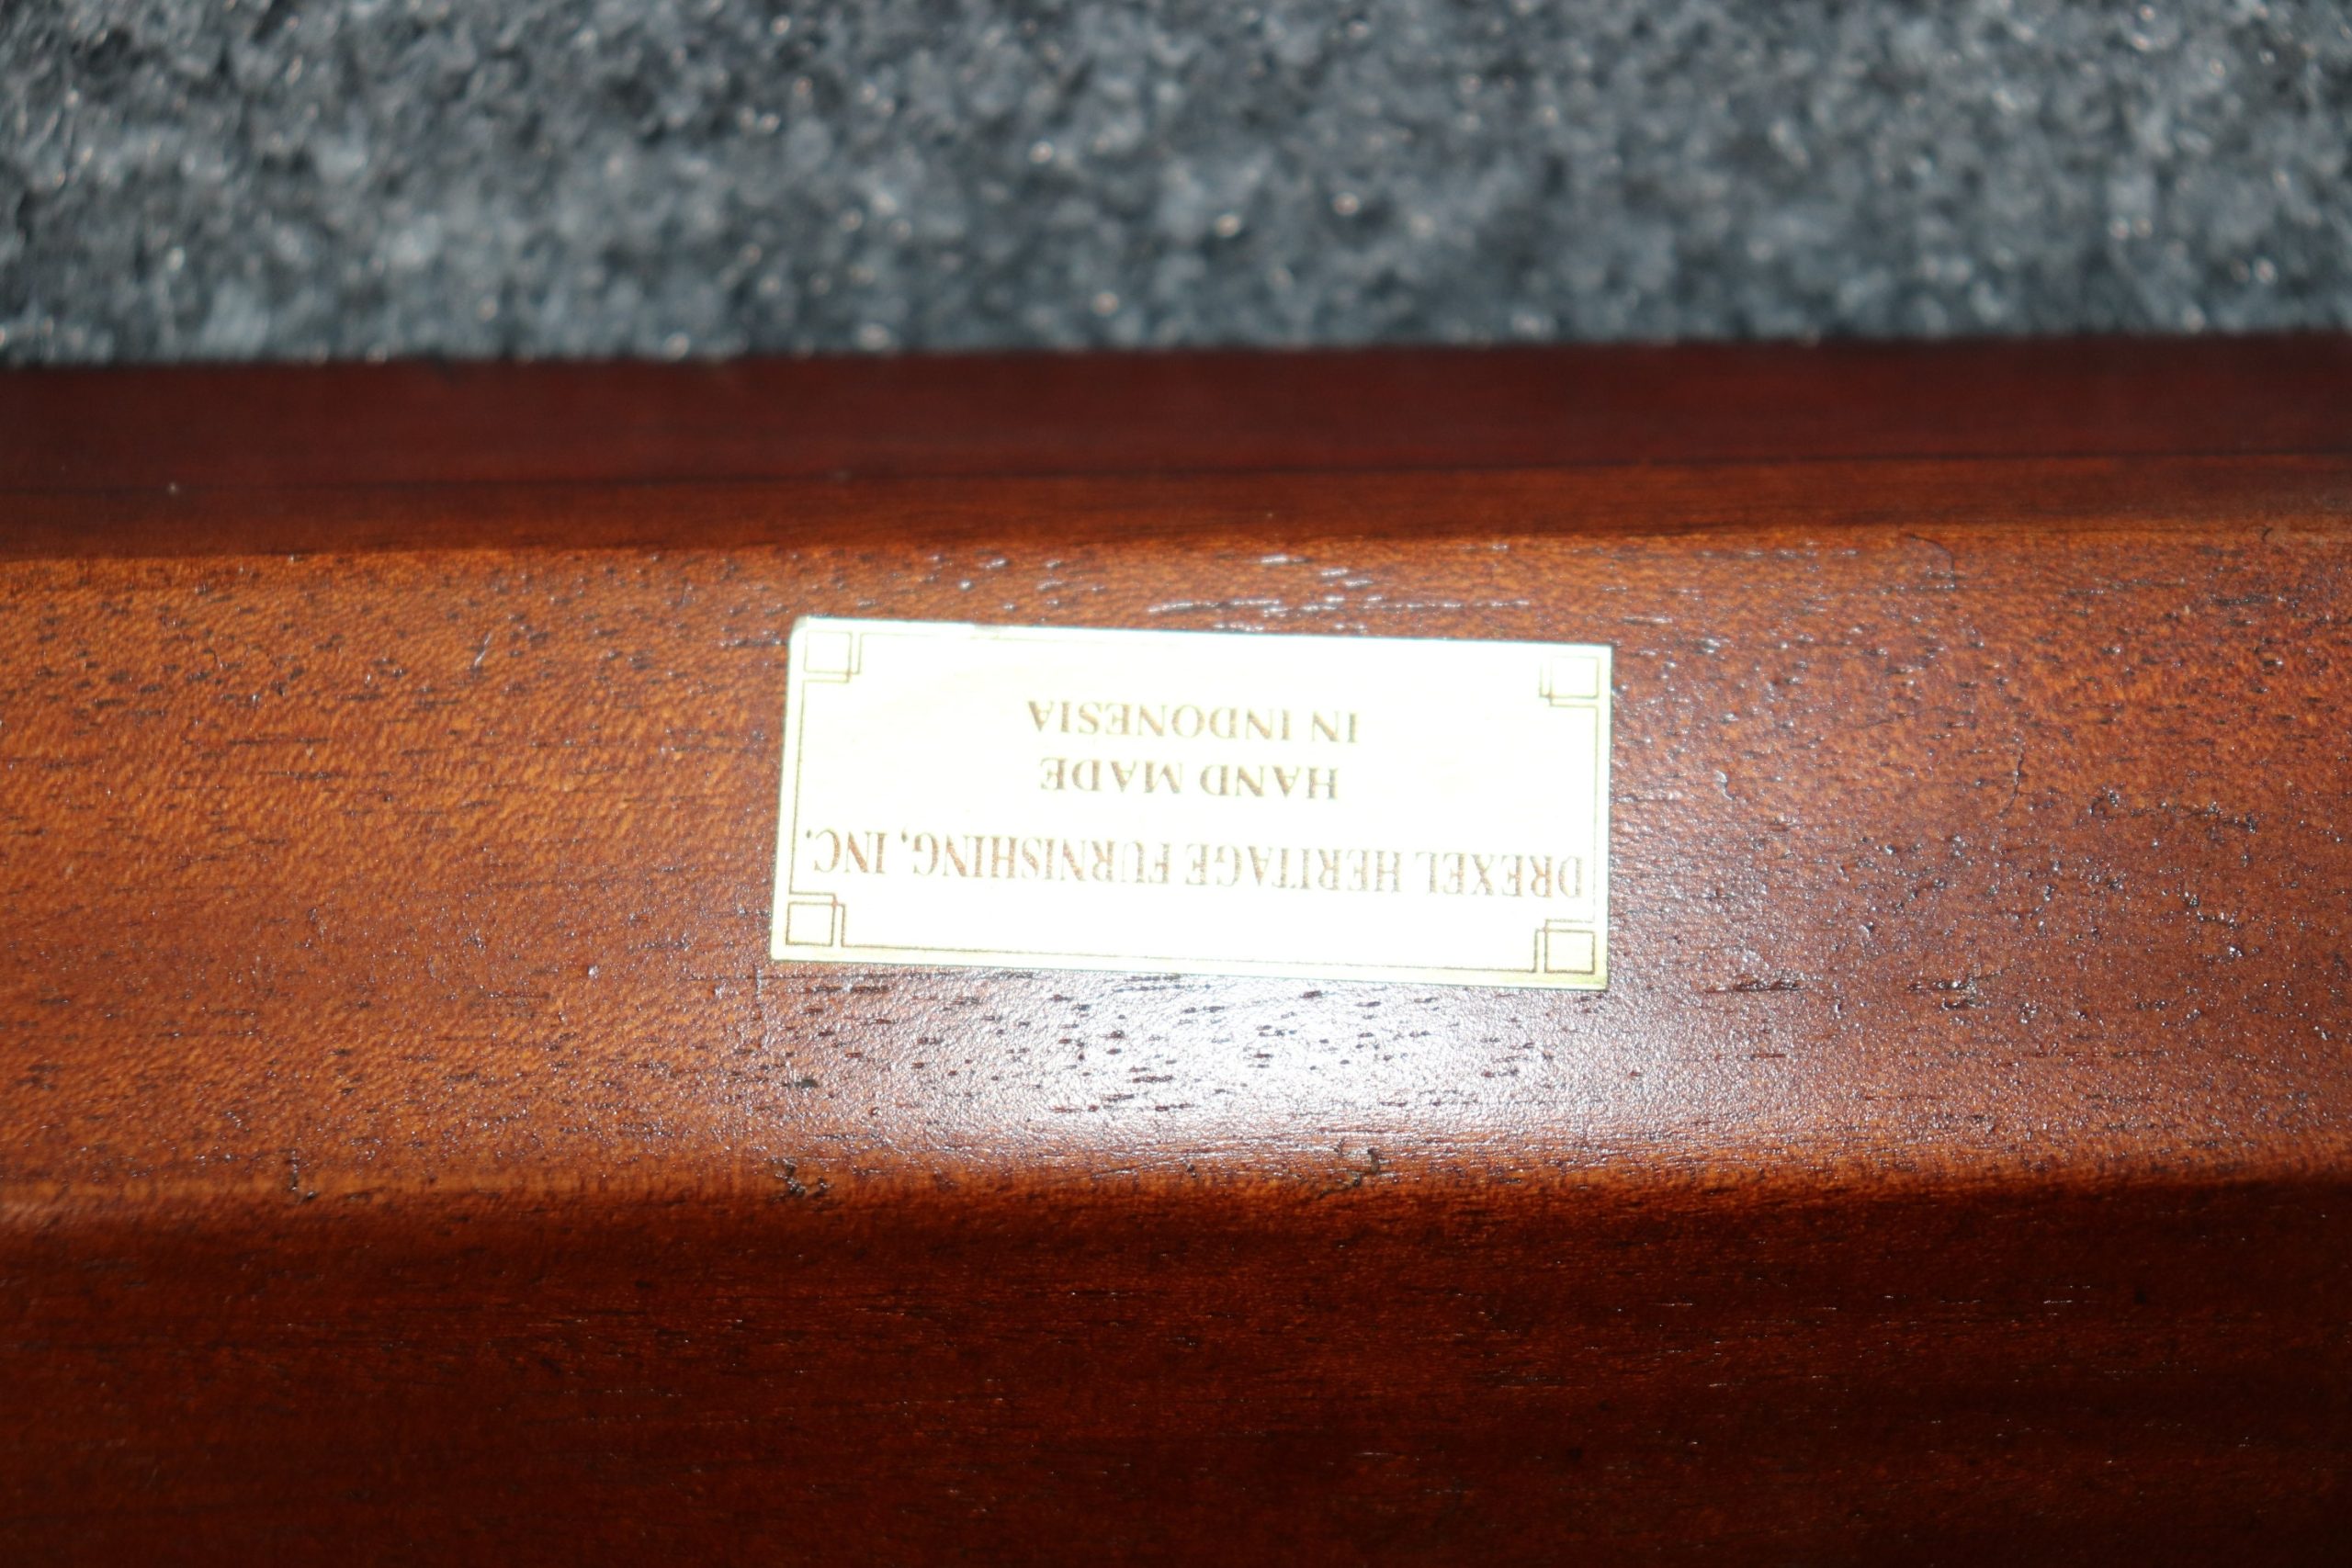 DREXEL HERITAGE FURNISHING, INC.
HAND MADE
IN INDONESIA